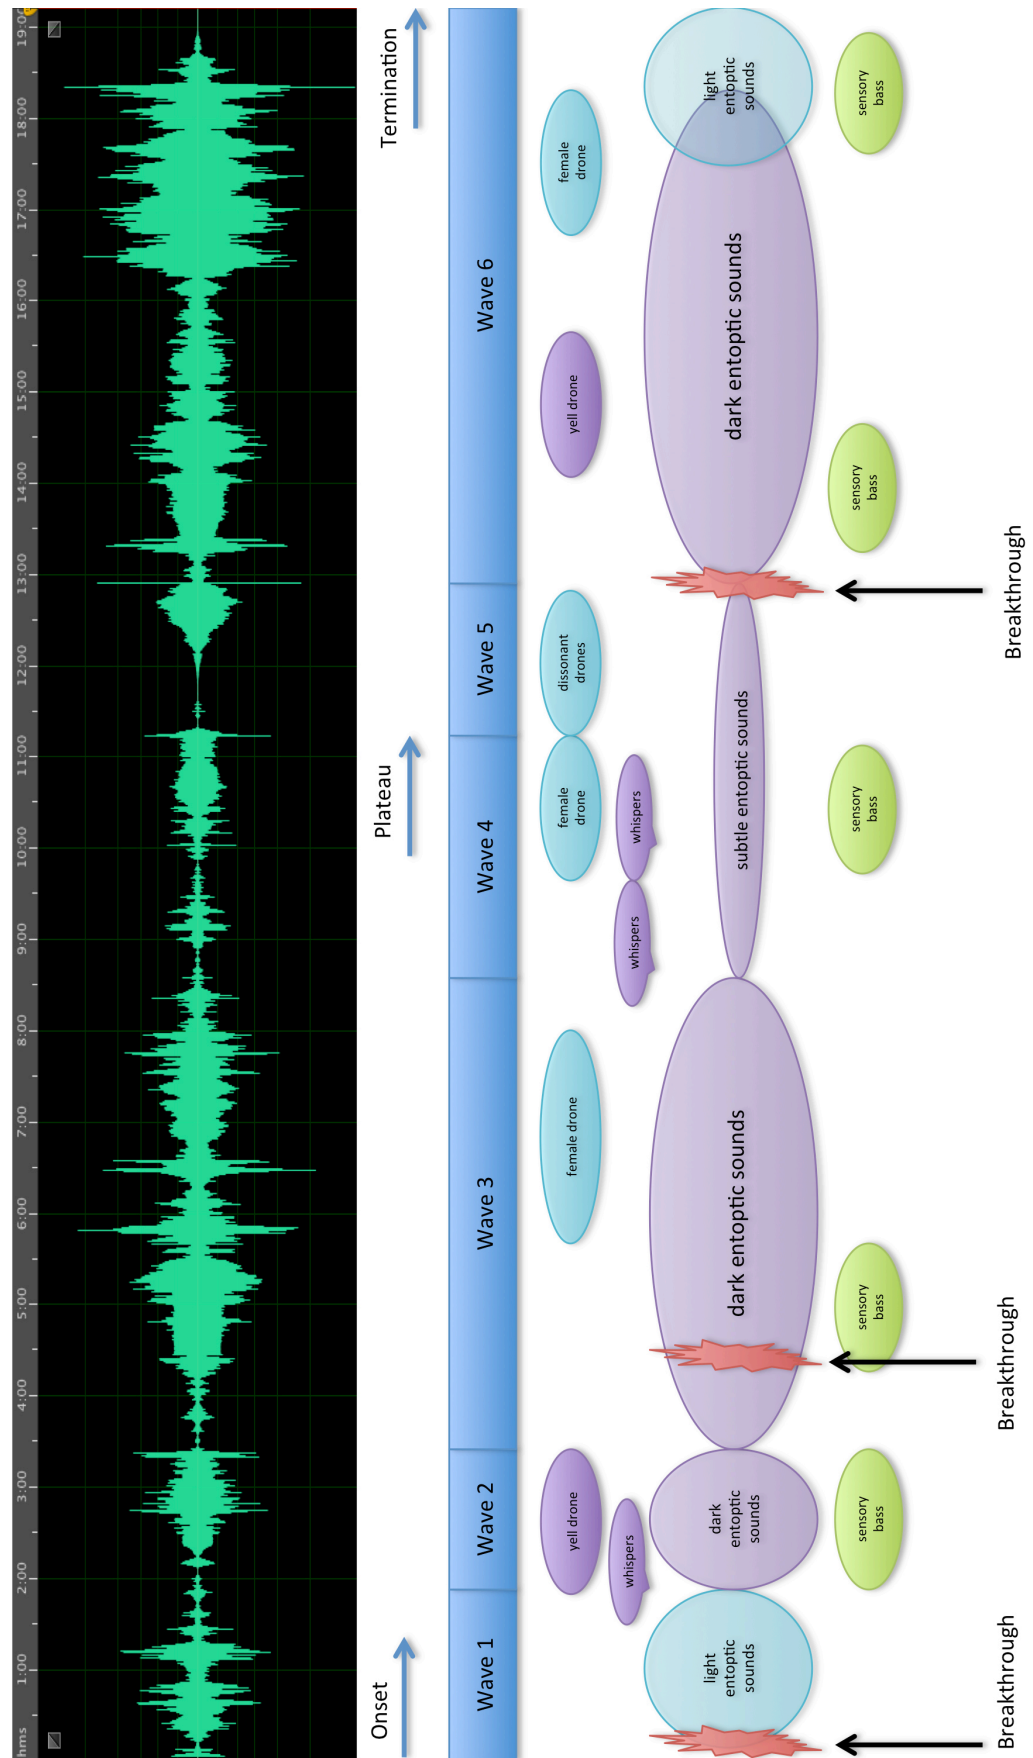 hms
1:00
2:00
3:00
4:00
5:00
6:00
7:00
8:00
9:00
10:00
11:00
12:00
13:00
14:00
15:00
16:00
17:00
18:00
19:00
Onset
Plateau
Termination
Wave 1
Wave 2
Wave 3
Wave 4
Wave 5
Wave 6
yell drone
female drone
female
drone
dissonant
drones
yell drone
female
drone
whispers
whispers
whispers
light
entoptic
sounds
dark
entoptic
sounds
dark entoptic sounds
subtle entoptic sounds
dark entoptic sounds
light
entoptic
sounds
sensory
bass
sensory
bass
sensory
bass
sensory
bass
sensory
bass
Breakthrough
Breakthrough
Breakthrough